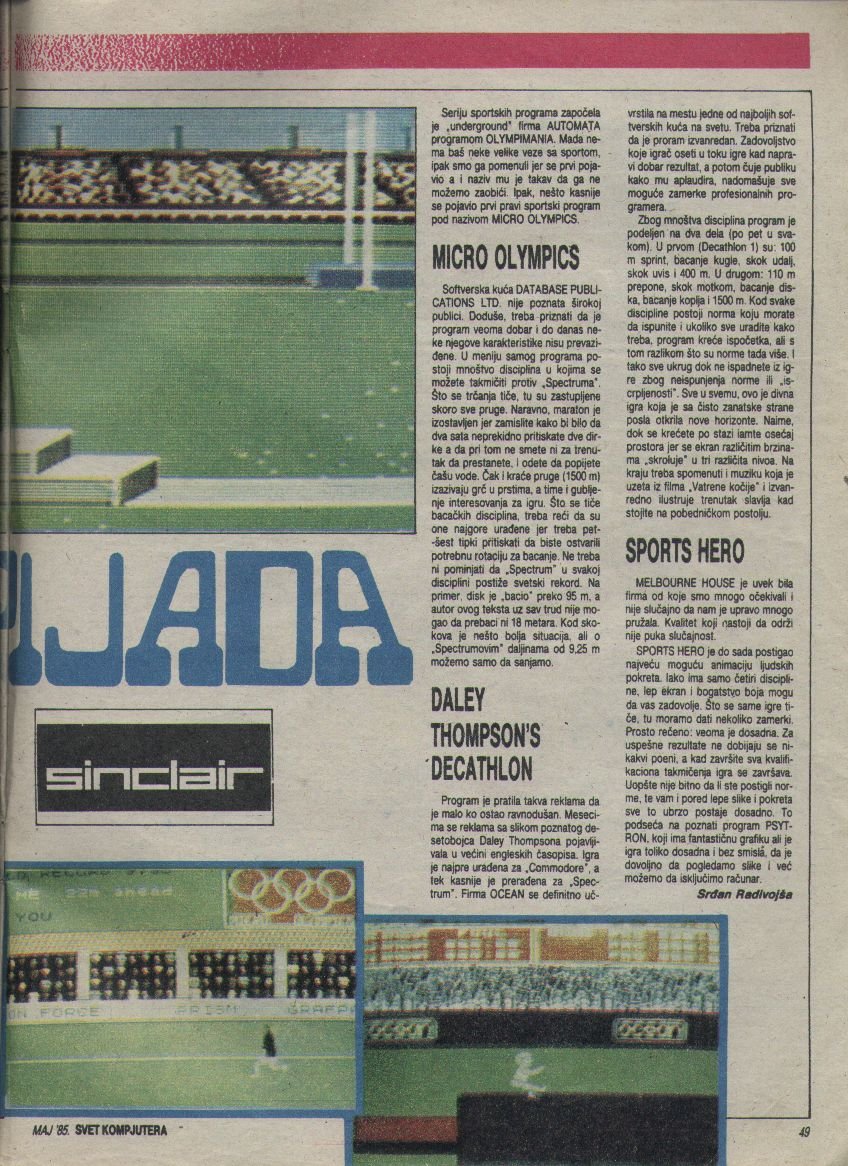 Seriju sportskih programa započela
je „underground" firma AUTOMATA
programom OLYMPIMANIA. Mada ne-
ma baš neke velike veze sa sportom,
ipak smo ga pomenuli jer se prvi poja-
vio a i naziv mu je takav da ga ne
možemo zaobići. Ipak, nešto kasnije
se pojavio prvi pravi sportski program
pod nazivom MICRO OLYMPICS.
MICRO OLYMPICS
Softverska kuća DATABASE PUBLI-
CATIONS LTD. nije poznata širokoj
publici. Doduše, treba priznati da je
program veoma dobar i do danas ne-
ke njegove karakteristike nisu prevazi-
đene. U meniju samog programa po-
stoji mnoštvo disciplina u kojima se
možete takmičiti protiv „Spectruma".
Što se trčanja tiče, tu su zastupljene
skoro sve pruge. Naravno, maraton je
izostavljen jer zamislite kako bi bilo da
dva sata neprekidno pritiskate dve dir-
ke a da pri tom ne smete ni za trenu-
tak da prestanete, i odete da popijete
čašu vode. Čak i kraće pruge (1500 m)
izazivaju grč u prstima, a time i gublje-
nje interesovanja za igru. Što se tiče
bacačkih disciplina, treba reći da su
one najgore urađene jer treba pet-
-šest tipki pritiskati da biste ostvarili
potrebnu rotaciju za bacanje. Ne treba
ni pominjati da „Spectrum" u svakoj
disciplini postiže svetski rekord. Na
primer, disk je „bacio" preko 95 m, a
autor ovog teksta uz sav trud nije mo-
gao da prebaci ni 18 metara. Kod sko-
kova je nešto bolja situacija, ali o
„Spectrumovim" daljinama od 9,25 m
možemo samo da sanjamo.
DALEY
THOMPSON'S
DECATHLON
Program je pratila takva reklama da
je malo ko ostao ravnodušan. Meseci-
ma se reklama sa slikom poznatog de-
setobojca Daley Thompsona pojavlji-
vala u većini engleskih časopisa. Igra
je najpre urađena za „Commodore", a
tek kasnije je prerađena za „Spec-
trum". Firma OCEAN se definitno uč-
vrstila na mestu jedne od najboljih sof-
tverskih kuća na svetu. Treba priznati
da je proram izvanredan. Zadovoljstvo
koje igrač oseti u toku igre kad napra-
vi dobar rezultat, a potom čuje publiku
kako mu aplaudira, nadomašuje sve
moguće zamerke profesionalnih pro-
gramera.
Zbog mnoštva disciplina program je
podeljen na dva dela (po pet u sva-
kom). U prvom (Decathlon 1) su: 100
m sprint, bacanje kugle, skok udalj,
skok uvis i 400 m. U drugom: 110 m
prepone, skok motkom, bacanje dis-
ka, bacanje koplja i 1500 m. Kod svake
discipline postoji norma koju morate
da ispunite i ukoliko sve uradite kako
treba, program kreće ispočetka, ali s
tom razlikom što su norme tada više. I
tako sve ukrug dok ne ispadnete iz ig-
re zbog neispunjenja norme ili „is-
crpljenosti". Sve u svemu, ovo je divna
igra koja je sa čisto zanatske strane
posla otkrila nove horizonte. Naime,
dok se krećete po stazi iamte osećaj
prostora jer se ekran različitim brzina-
ma „skroluje" u tri različita nivoa. Na
kraju treba spomenuti i muziku koja je
uzeta iz filma „Vatrene kočije" i izvan-
redno ilustruje trenutak slavlja kad
stojite na pobedničkom postolju.
SPORTS HERO
MELBOURNE HOUSE je uvek bila
firma od koje smo mnogo očekivali i
nije slučajno da nam je upravo mnogo
pružala. Kvalitet koji nastoji da održi
nije puka slučajnost.
SPORTS HERO je do sada postigao
najveću moguću animaciju ljudskih
pokreta. Iako ima samo četiri discipli-
ne, lep ekran i bogatstvo boja mogu
da vas zadovolje. Što se same igre ti-
če, tu moramo dati nekoliko zamerki.
Prosto rečeno: veoma je dosadna. Za
uspešne rezultate ne dobijaju se ni-
kakvi poeni, a kad završite sva kvalifi-
kaciona takmičenja igra se završava.
Uopšte nije bitno da li ste postigli nor-
me, te vam i pored lepe slike i pokreta
sve to ubrzo postaje dosadno. To
podseća na poznati program PSYT-
RON, koji ima fantastičnu grafiku ali je
igra toliko dosadna i bez smisla, da je
dovoljno da pogledamo slike i već
možemo da isključimo računar.
Srđan Radivojša
PIJADA
sinclair
ME 22m ahead
YOU
ON FORCE PRISM GRAPP
ocean ocean
MAJ '85. SVET KOMPJUTERA
49